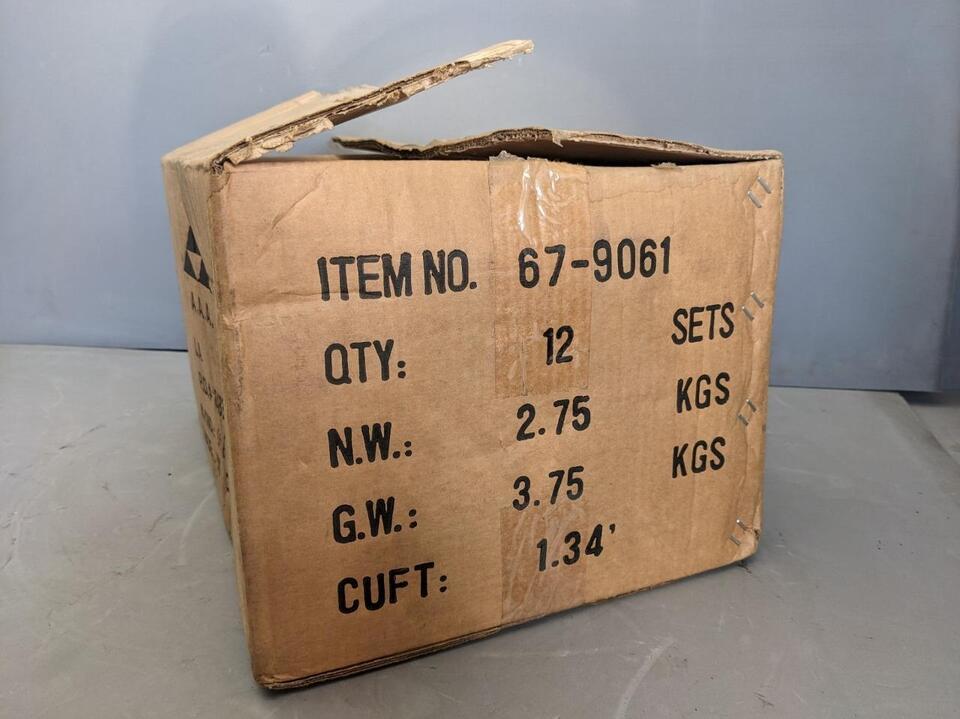 ITEM NO. 67-9061
QTY: 12 SETS
N.W.: 2.75 KGS
G.W.: 3.75 KGS
CUFT: 1.34'
A.A.A.